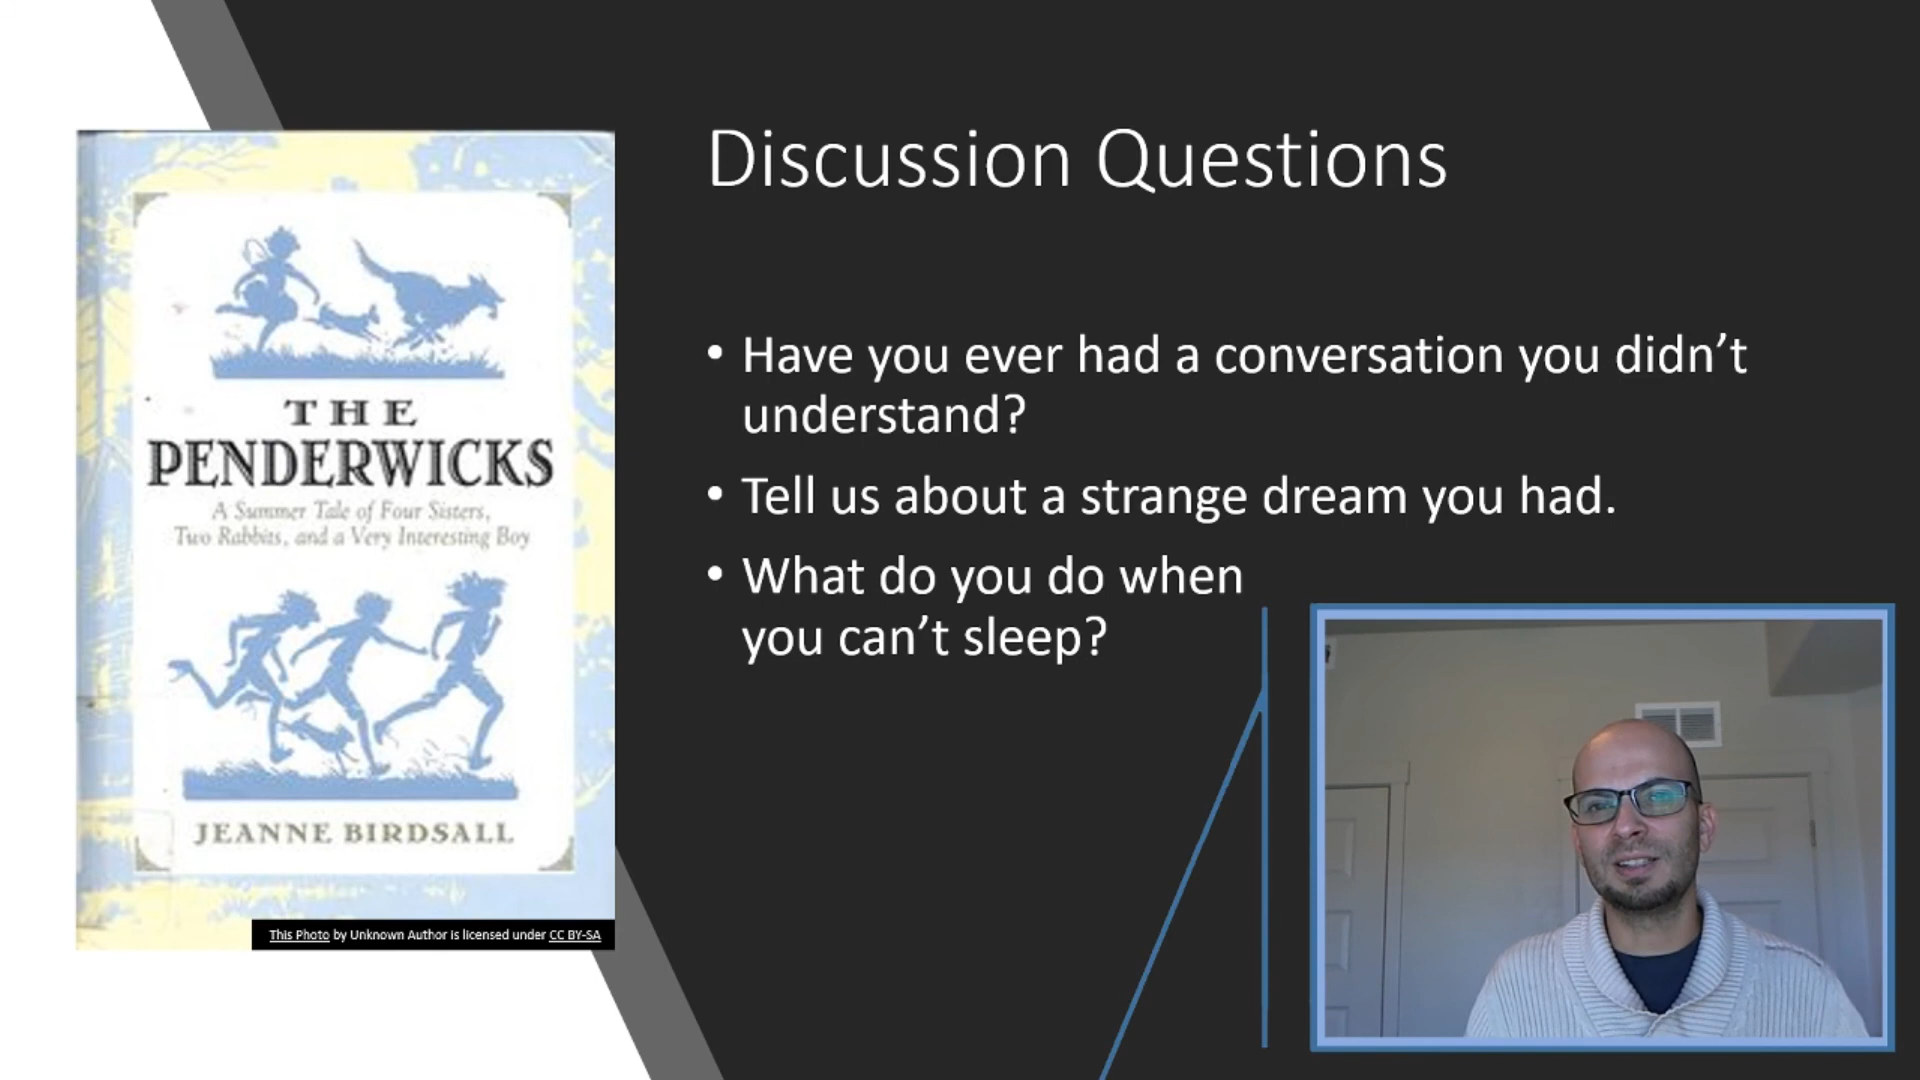 Discussion Questions
• Have you ever had a conversation you didn’t
understand?
• Tell us about a strange dream you had.
• What do you do when
you can’t sleep?
THE
PENDERWICKS
A Summer Tale of Four Sisters,
Two Rabbits, and a Very Interesting Boy
JEANNE BIRDSALL
This Photo by Unknown Author is licensed under CC BY-SA